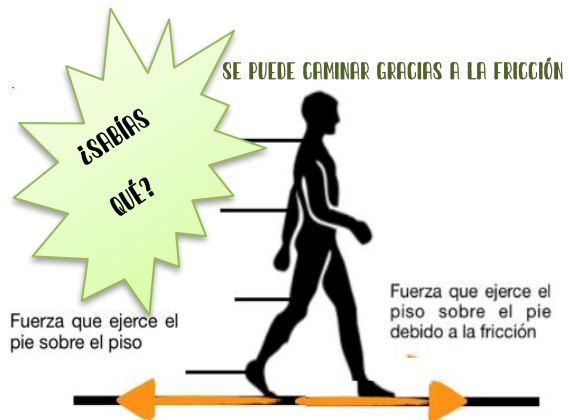 SE PUEDE CAMINAR GRACIAS A LA FRICCIÓN
¿SABÍAS
QUÉ?
Fuerza que ejerce el
pie sobre el piso
Fuerza que ejerce el
piso sobre el pie
debido a la fricción